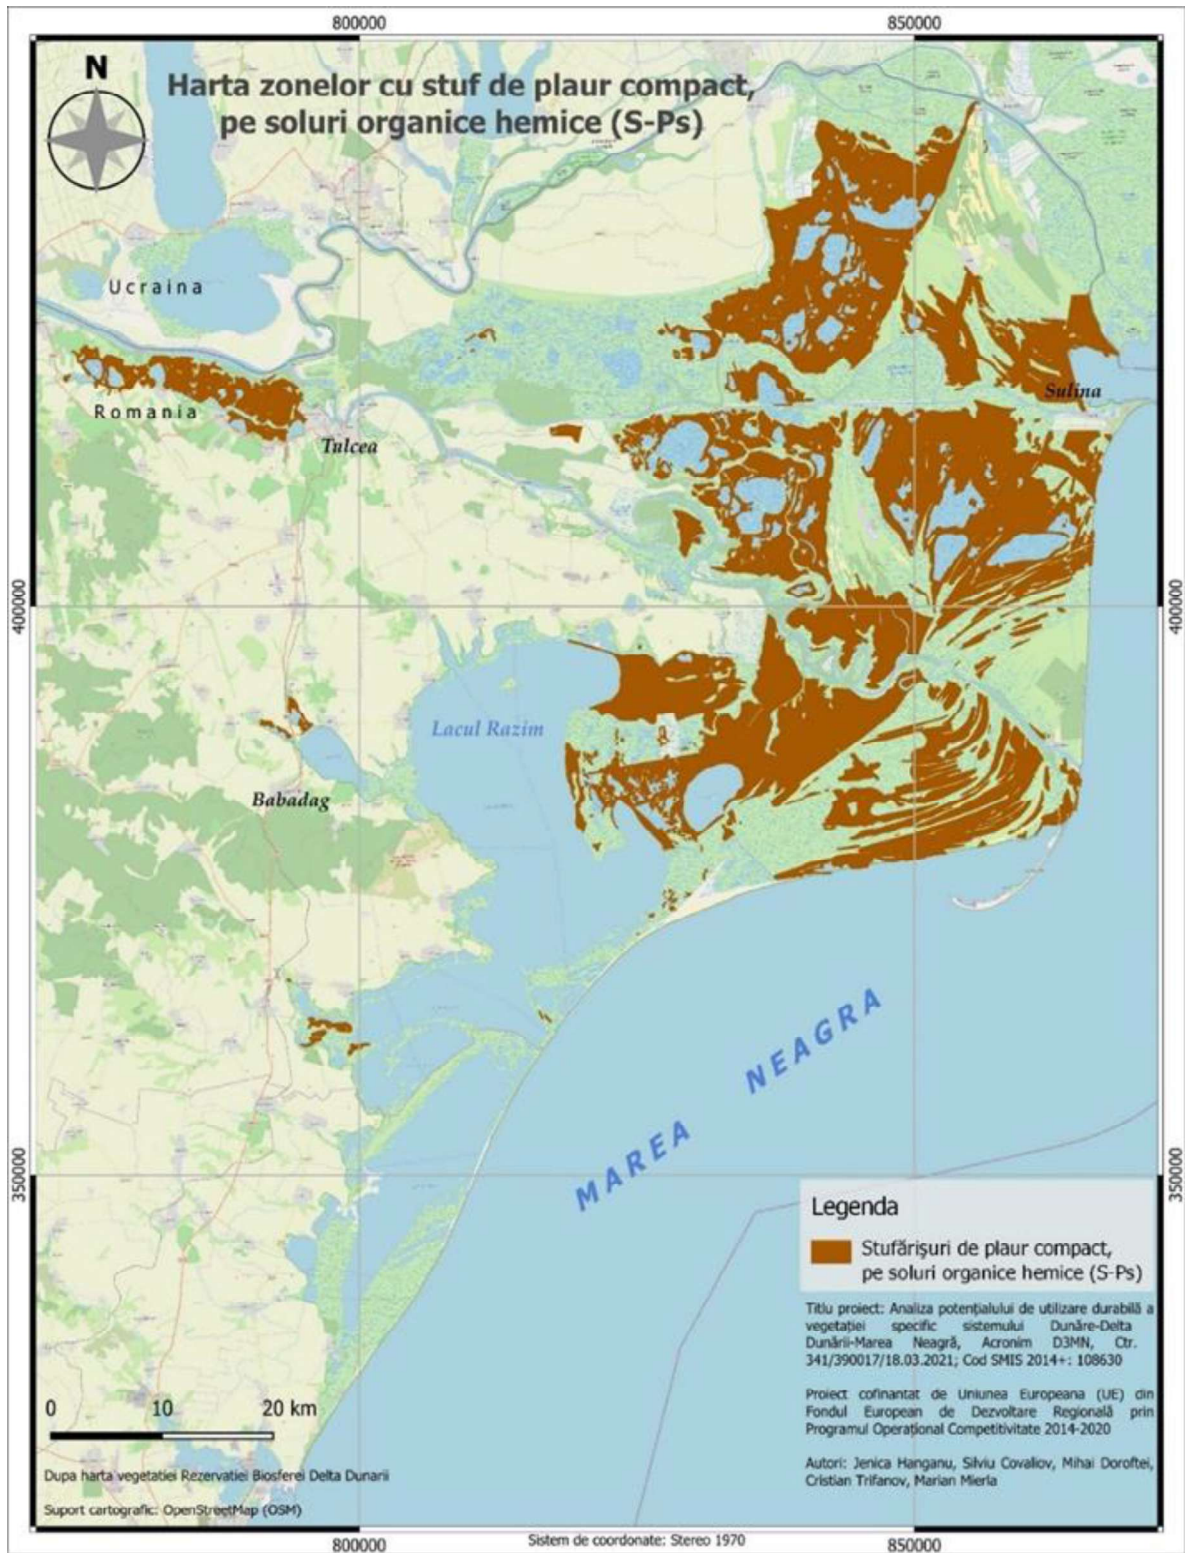 800000
850000
N
Harta zonelor cu stuf de plaur compact,
pe soluri organice hemice (S-Ps)
Ucraina
Romania
Sulina
Tulcea
400000
400000
Lacul Razim
Babadag
MAREA NEAGRA
350000
350000
Legenda
Stufărişuri de plaur compact,
pe soluri organice hemice (S-Ps)
Titlu proiect: Analiza potenţialului de utilizare durabilă a
vegetaţiei specific sistemului Dunăre-Delta
Dunării-Marea Neagră, Acronim D3MN, Ctr.
341/390017/18.03.2021; Cod SMIS 2014+: 108630
Proiect cofinantat de Uniunea Europeana (UE) din
Fondul European de Dezvoltare Regională prin
Programul Operaţional Competitivitate 2014-2020
Autori: Jenica Hanganu, Silviu Covaliov, Mihai Doroftei,
Cristian Trifanov, Marian Mierla
0 10 20 km
Dupa harta vegetatiei Rezervatiei Biosferei Delta Dunarii
Suport cartografic: OpenStreetMap (OSM)
800000
Sistem de coordonate: Stereo 1970
850000